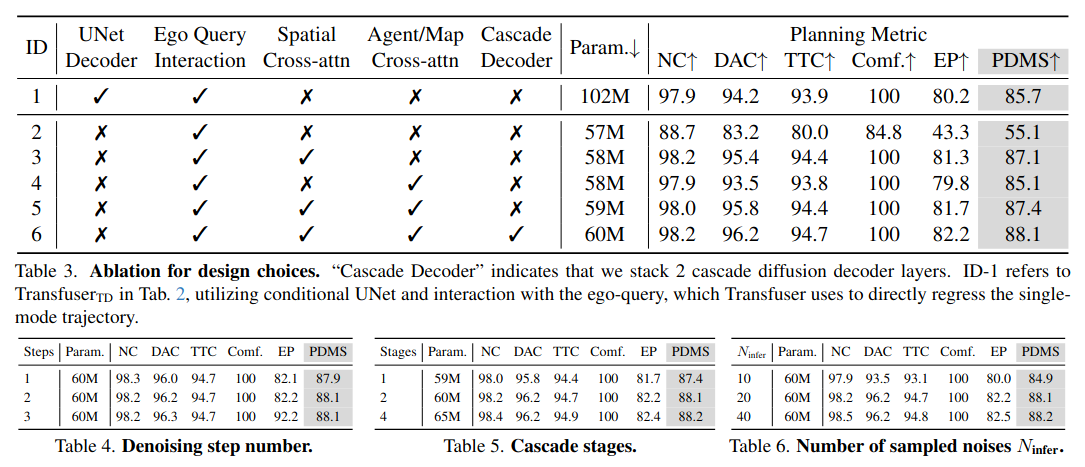 ID UNet Decoder Ego Query Interaction Spatial Cross-attn Agent/Map Cross-attn Cascade Decoder Param.↓ Planning Metric
NC↑ DAC↑ TTC↑ Comf.↑ EP↑ PDMS↑
1 ✓ ✓ ✗ ✗ ✗ 102M 97.9 94.2 93.9 100 80.2 85.7
2 ✗ ✓ ✗ ✗ ✗ 57M 88.7 83.2 80.0 84.8 43.3 55.1
3 ✗ ✓ ✓ ✗ ✗ 58M 98.2 95.4 94.4 100 81.3 87.1
4 ✗ ✓ ✗ ✓ ✗ 58M 97.9 93.5 93.8 100 79.8 85.1
5 ✗ ✓ ✓ ✓ ✗ 59M 98.0 95.8 94.4 100 81.7 87.4
6 ✗ ✓ ✓ ✓ ✓ 60M 98.2 96.2 94.7 100 82.2 88.1
Table 3. Ablation for design choices. “Cascade Decoder” indicates that we stack 2 cascade diffusion decoder layers. ID-1 refers to
Transfuser_TD in Tab. 2, utilizing conditional UNet and interaction with the ego-query, which Transfuser uses to directly regress the single-
mode trajectory.
Steps Param. NC DAC TTC Comf. EP PDMS
1 60M 98.3 96.0 94.7 100 82.1 87.9
2 60M 98.2 96.2 94.7 100 82.2 88.1
3 60M 98.2 96.3 94.7 100 92.2 88.1
Table 4. Denoising step number.
Stages Param. NC DAC TTC Comf. EP PDMS
1 59M 98.0 95.8 94.4 100 81.7 87.4
2 60M 98.2 96.2 94.7 100 82.2 88.1
4 65M 98.4 96.2 94.9 100 82.4 88.2
Table 5. Cascade stages.
N_infer Param. NC DAC TTC Comf. EP PDMS
10 60M 97.9 93.5 93.1 100 80.0 84.9
20 60M 98.2 96.2 94.7 100 82.2 88.1
40 60M 98.5 96.2 94.8 100 82.5 88.2
Table 6. Number of sampled noises N_infer.